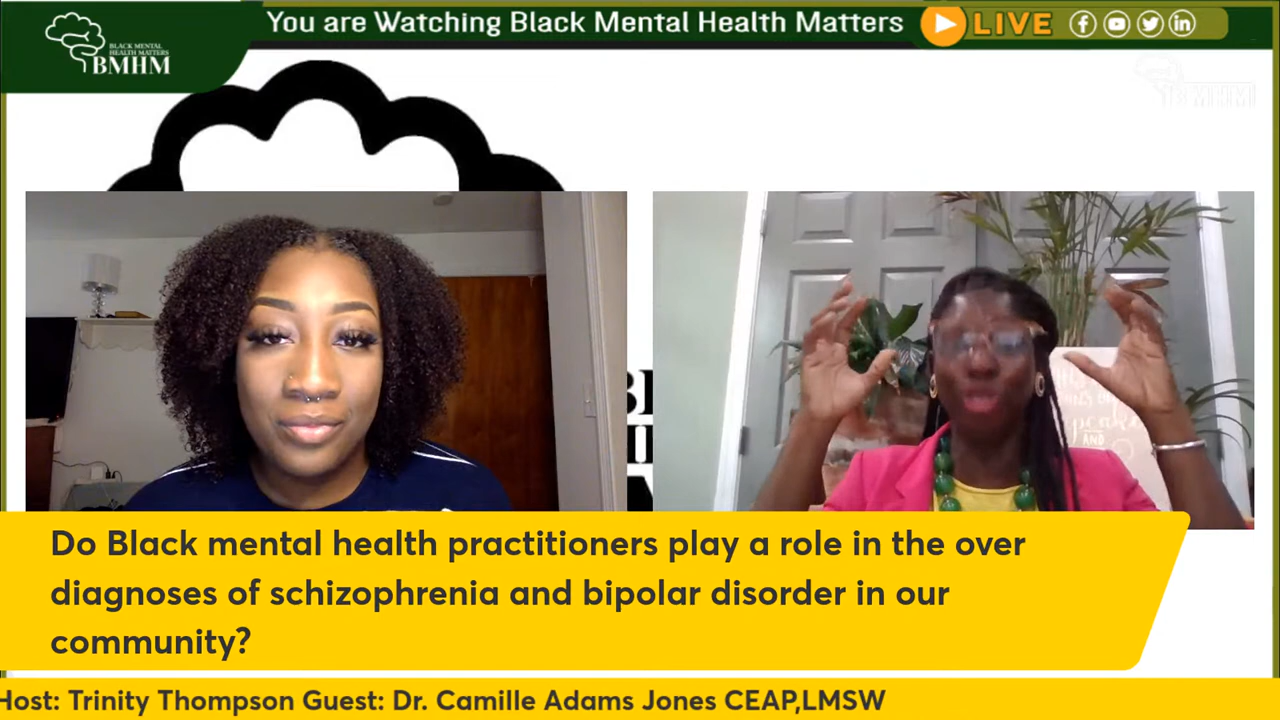 You are Watching Black Mental Health Matters LIVE
BLACK MENTAL
HEALTH MATTERS
BMHM
BMHM
AND
Do Black mental health practitioners play a role in the over
diagnoses of schizophrenia and bipolar disorder in our
community?
Host: Trinity Thompson Guest: Dr. Camille Adams Jones CEAP,LMSW